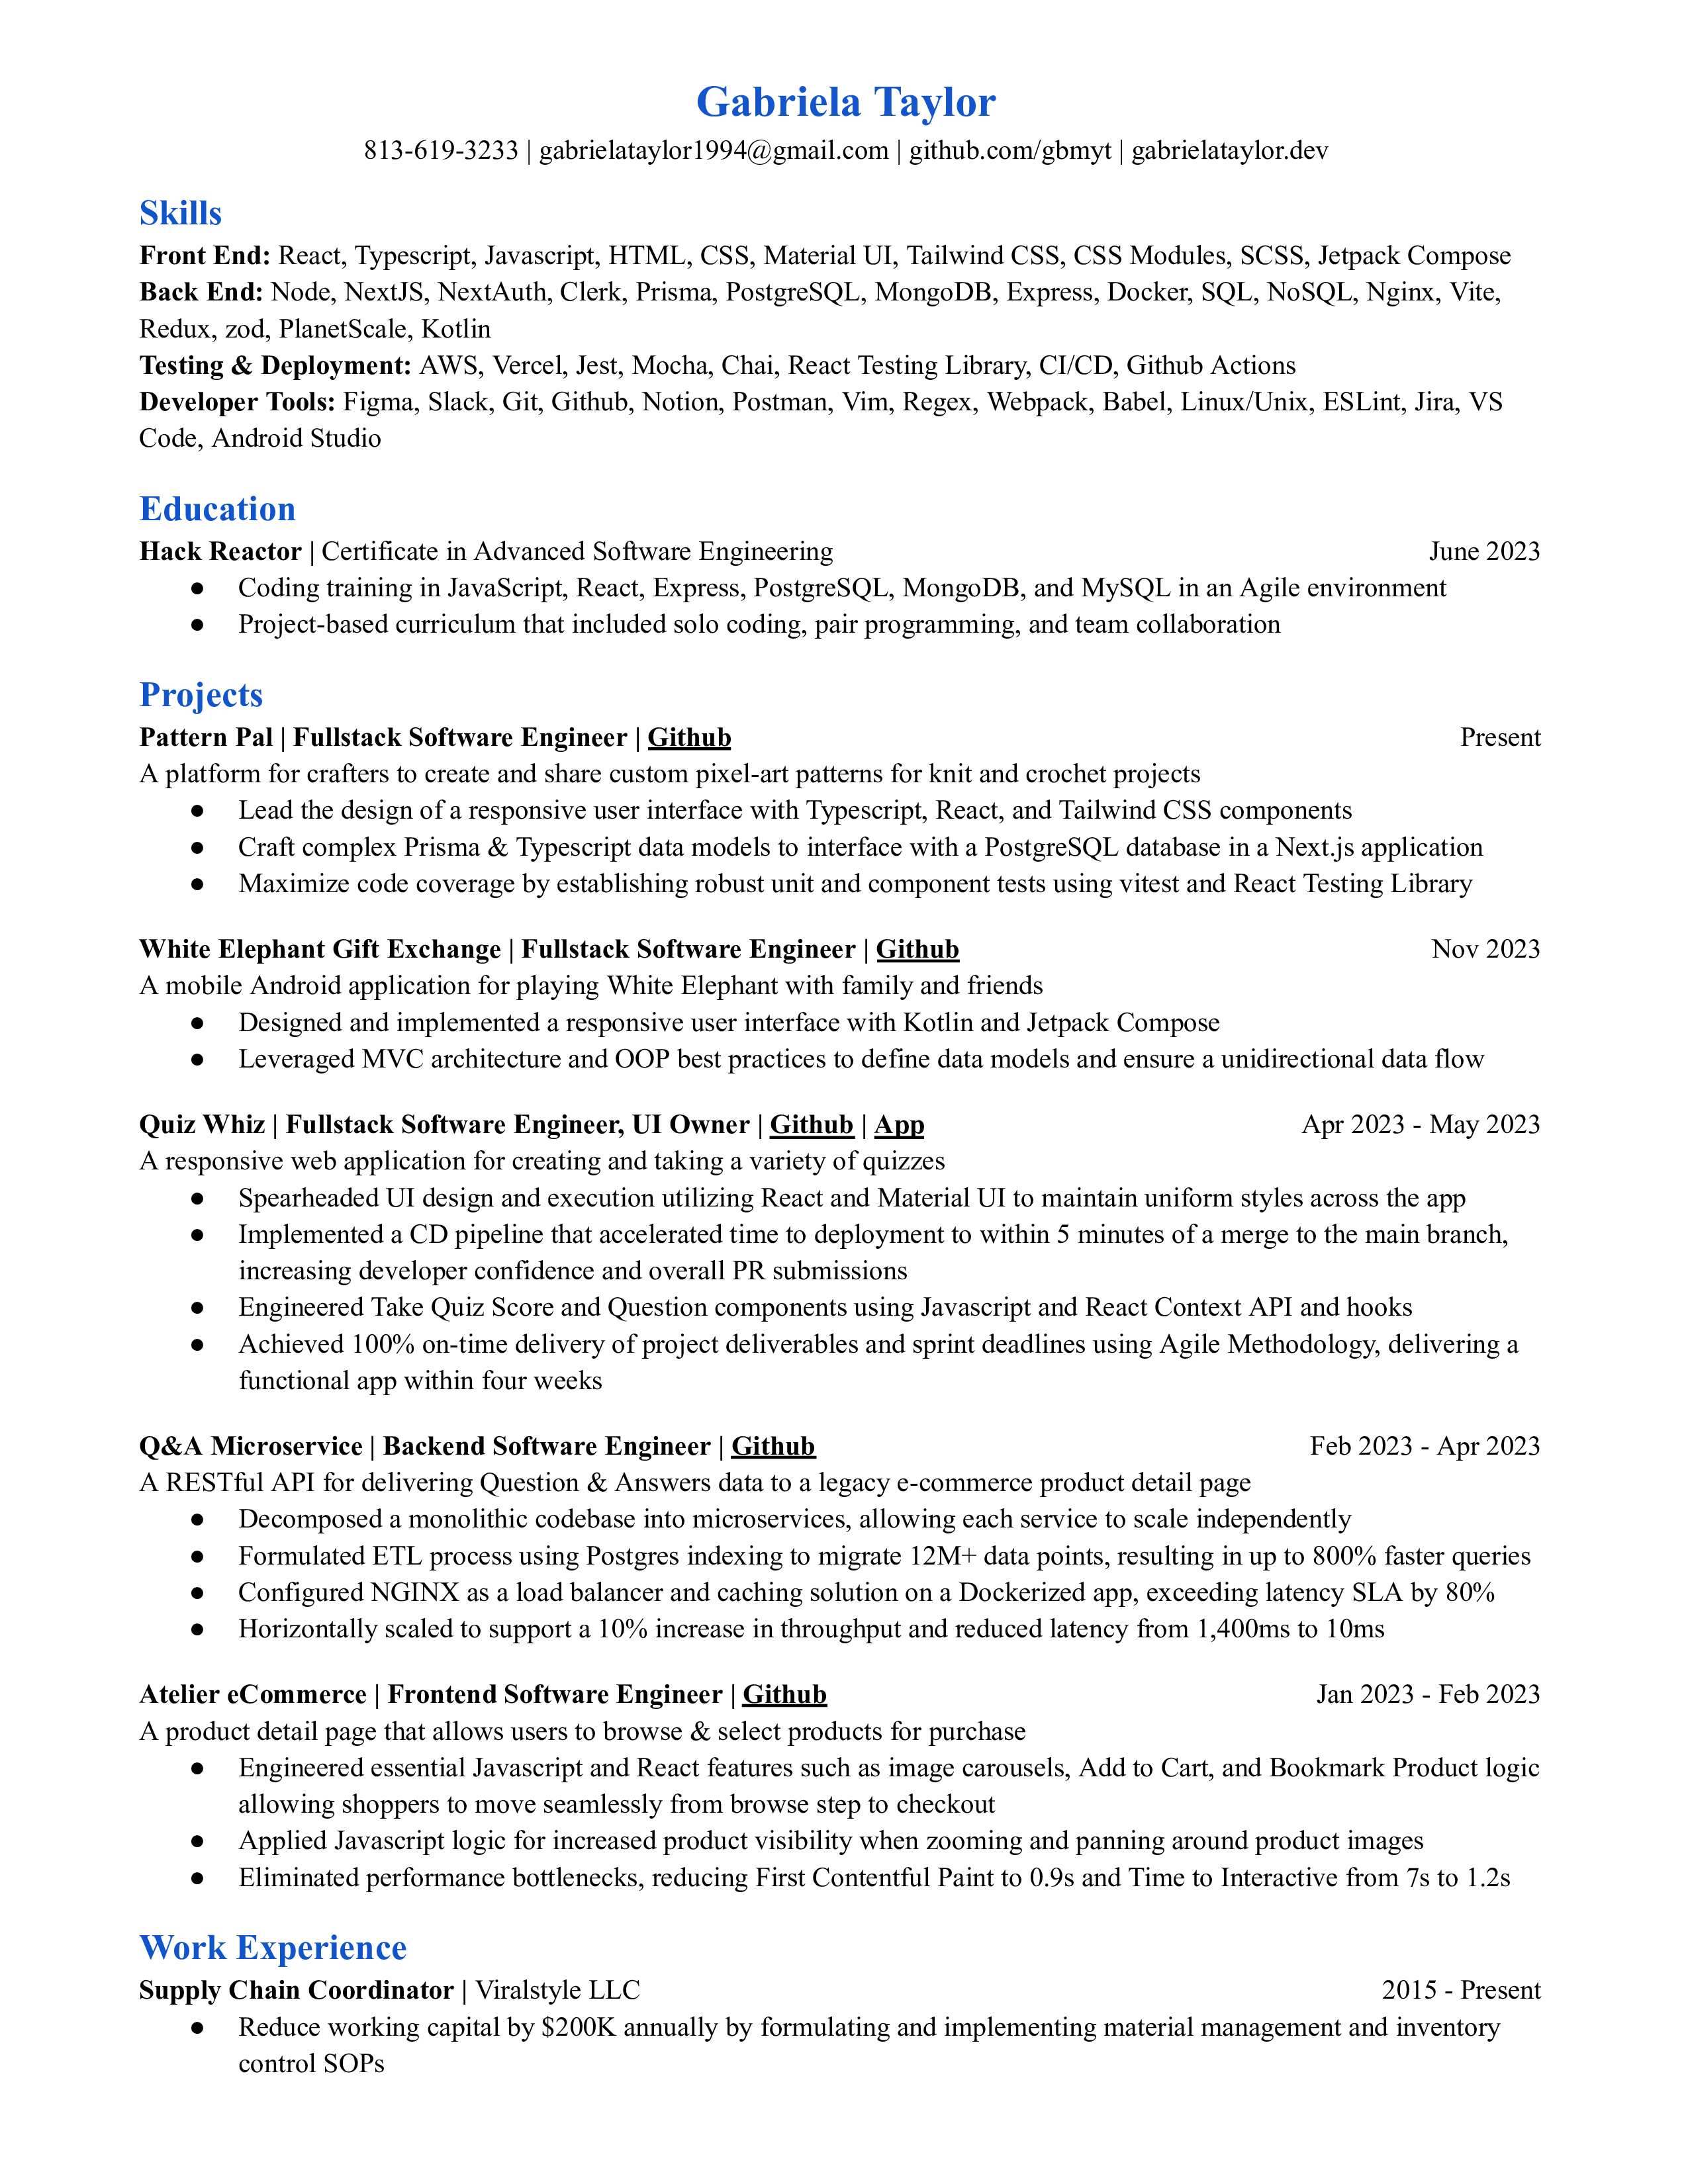 Gabriela Taylor
813-619-3233 | gabrielataylor1994@gmail.com | github.com/gbmyt | gabrielataylor.dev
Skills
Front End: React, Typescript, Javascript, HTML, CSS, Material UI, Tailwind CSS, CSS Modules, SCSS, Jetpack Compose
Back End: Node, NextJS, NextAuth, Clerk, Prisma, PostgreSQL, MongoDB, Express, Docker, SQL, NoSQL, Nginx, Vite,
Redux, zod, PlanetScale, Kotlin
Testing & Deployment: AWS, Vercel, Jest, Mocha, Chai, React Testing Library, CI/CD, Github Actions
Developer Tools: Figma, Slack, Git, Github, Notion, Postman, Vim, Regex, Webpack, Babel, Linux/Unix, ESLint, Jira, VS
Code, Android Studio
Education
Hack Reactor | Certificate in Advanced Software Engineering June 2023
● Coding training in JavaScript, React, Express, PostgreSQL, MongoDB, and MySQL in an Agile environment
● Project-based curriculum that included solo coding, pair programming, and team collaboration
Projects
Pattern Pal | Fullstack Software Engineer | Github Present
A platform for crafters to create and share custom pixel-art patterns for knit and crochet projects
● Lead the design of a responsive user interface with Typescript, React, and Tailwind CSS components
● Craft complex Prisma & Typescript data models to interface with a PostgreSQL database in a Next.js application
● Maximize code coverage by establishing robust unit and component tests using vitest and React Testing Library
White Elephant Gift Exchange | Fullstack Software Engineer | Github Nov 2023
A mobile Android application for playing White Elephant with family and friends
● Designed and implemented a responsive user interface with Kotlin and Jetpack Compose
● Leveraged MVC architecture and OOP best practices to define data models and ensure a unidirectional data flow
Quiz Whiz | Fullstack Software Engineer, UI Owner | Github | App Apr 2023 - May 2023
A responsive web application for creating and taking a variety of quizzes
● Spearheaded UI design and execution utilizing React and Material UI to maintain uniform styles across the app
● Implemented a CD pipeline that accelerated time to deployment to within 5 minutes of a merge to the main branch,
increasing developer confidence and overall PR submissions
● Engineered Take Quiz Score and Question components using Javascript and React Context API and hooks
● Achieved 100% on-time delivery of project deliverables and sprint deadlines using Agile Methodology, delivering a
functional app within four weeks
Q&A Microservice | Backend Software Engineer | Github Feb 2023 - Apr 2023
A RESTful API for delivering Question & Answers data to a legacy e-commerce product detail page
● Decomposed a monolithic codebase into microservices, allowing each service to scale independently
● Formulated ETL process using Postgres indexing to migrate 12M+ data points, resulting in up to 800% faster queries
● Configured NGINX as a load balancer and caching solution on a Dockerized app, exceeding latency SLA by 80%
● Horizontally scaled to support a 10% increase in throughput and reduced latency from 1,400ms to 10ms
Atelier eCommerce | Frontend Software Engineer | Github Jan 2023 - Feb 2023
A product detail page that allows users to browse & select products for purchase
● Engineered essential Javascript and React features such as image carousels, Add to Cart, and Bookmark Product logic
allowing shoppers to move seamlessly from browse step to checkout
● Applied Javascript logic for increased product visibility when zooming and panning around product images
● Eliminated performance bottlenecks, reducing First Contentful Paint to 0.9s and Time to Interactive from 7s to 1.2s
Work Experience
Supply Chain Coordinator | Viralstyle LLC 2015 - Present
● Reduce working capital by $200K annually by formulating and implementing material management and inventory
control SOPs